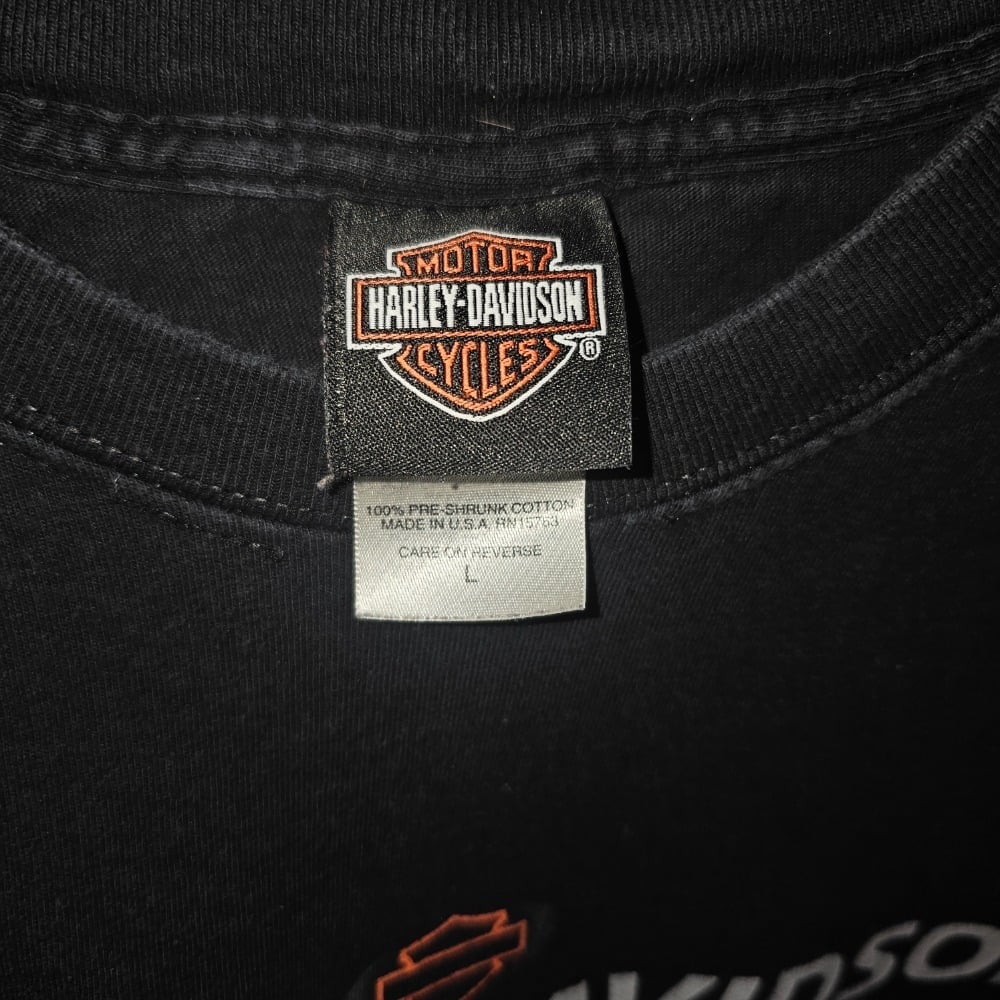 MOTOR
HARLEY-DAVIDSON
CYCLES
®
100% PRE-SHRUNK COTTON
MADE IN U.S.A. RN15763
CARE ON REVERSE
L